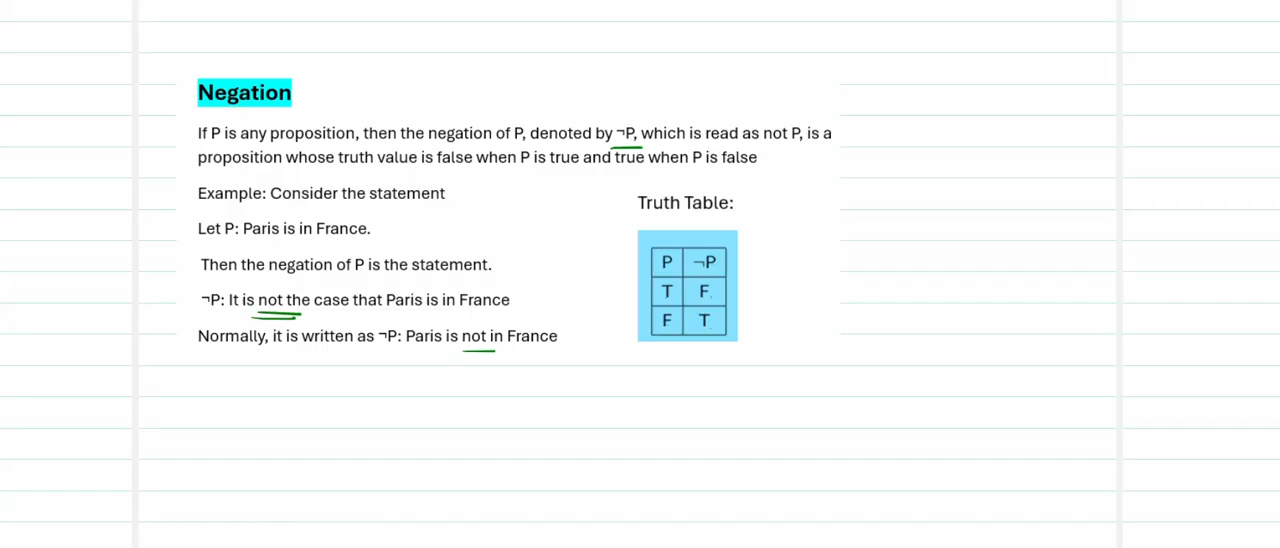 Negation
If P is any proposition, then the negation of P, denoted by ¬P, which is read as not P, is a
proposition whose truth value is false when P is true and true when P is false
Example: Consider the statement
Let P: Paris is in France.
Then the negation of P is the statement.
¬P: It is not the case that Paris is in France
Normally, it is written as ¬P: Paris is not in France
Truth Table:
P ¬P
T F
F T